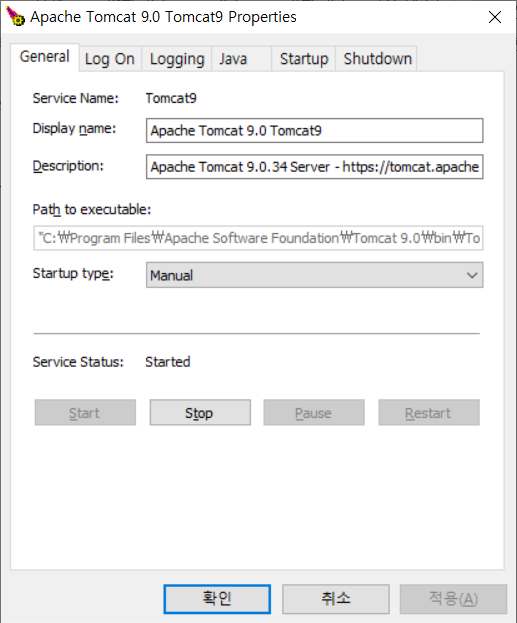 Apache Tomcat 9.0 Tomcat9 Properties
General Log On Logging Java Startup Shutdown
Service Name: Tomcat9
Display name: Apache Tomcat 9.0 Tomcat9
Description: Apache Tomcat 9.0.34 Server - https://tomcat.apache
Path to executable:
"C:₩Program Files₩Apache Software Foundation₩Tomcat 9.0₩bin₩To
Startup type: Manual
Service Status: Started
Start Stop Pause Restart
확인 취소 적용(A)